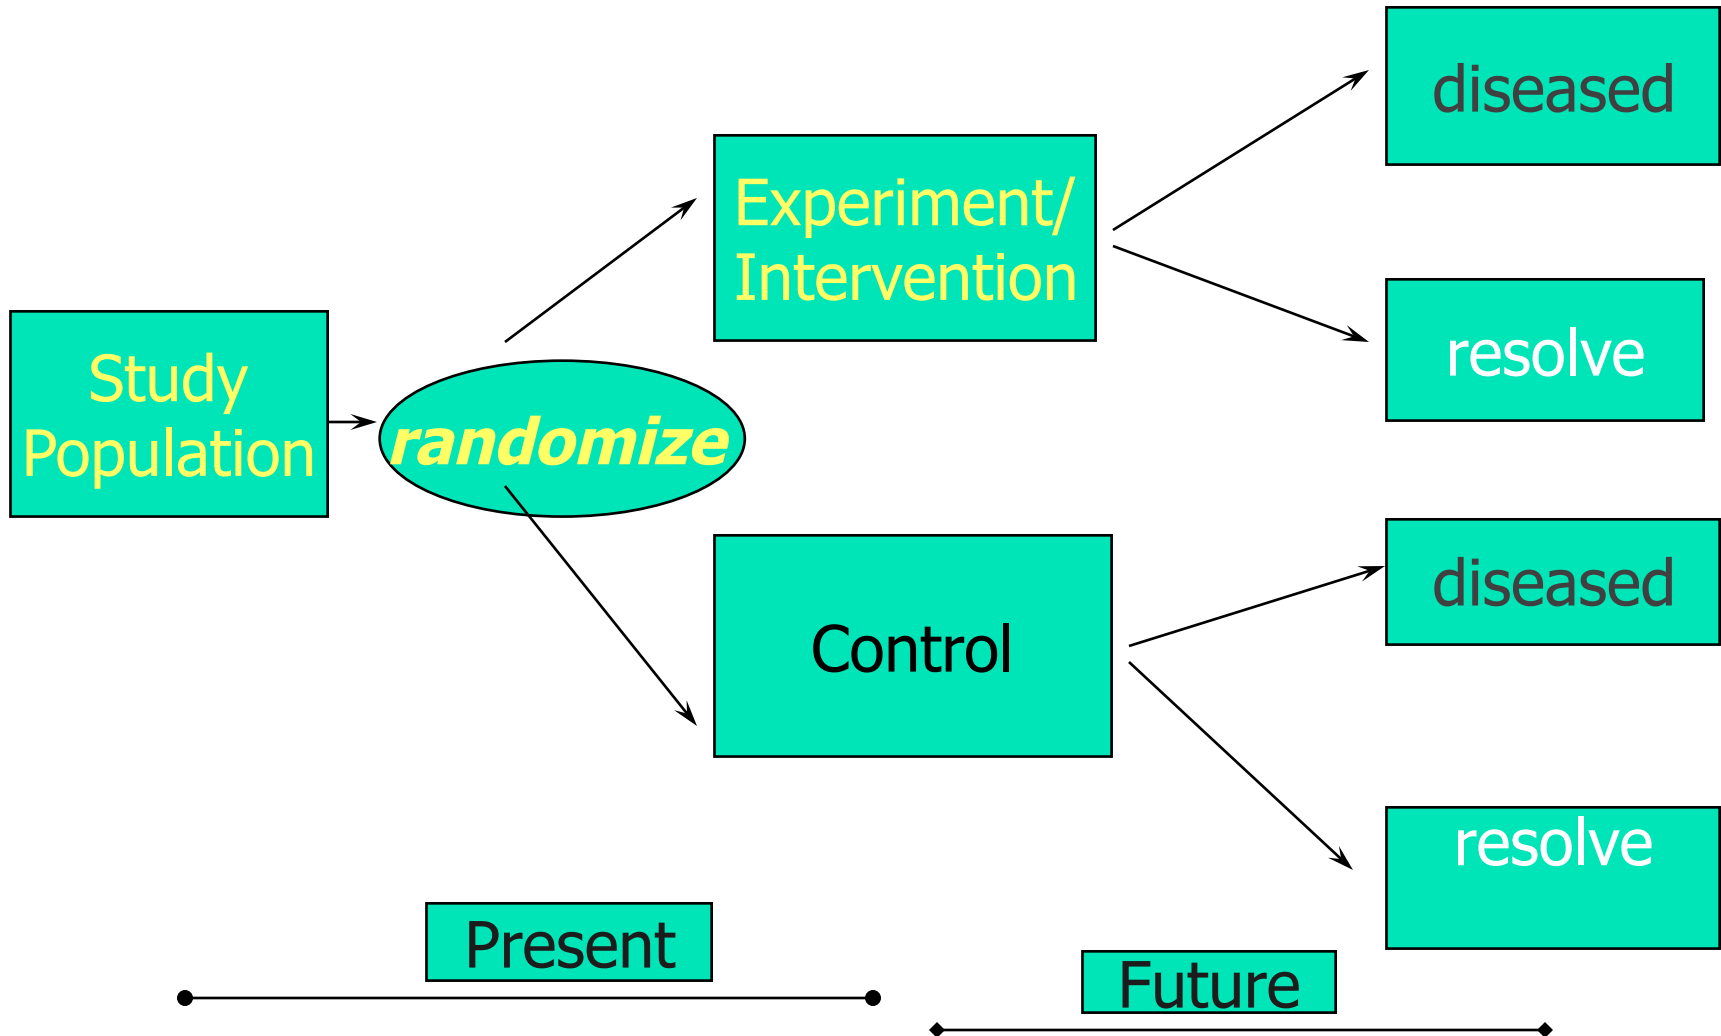 Study
Population
randomize
Experiment/
Intervention
diseased
resolve
Control
diseased
resolve
Present
Future